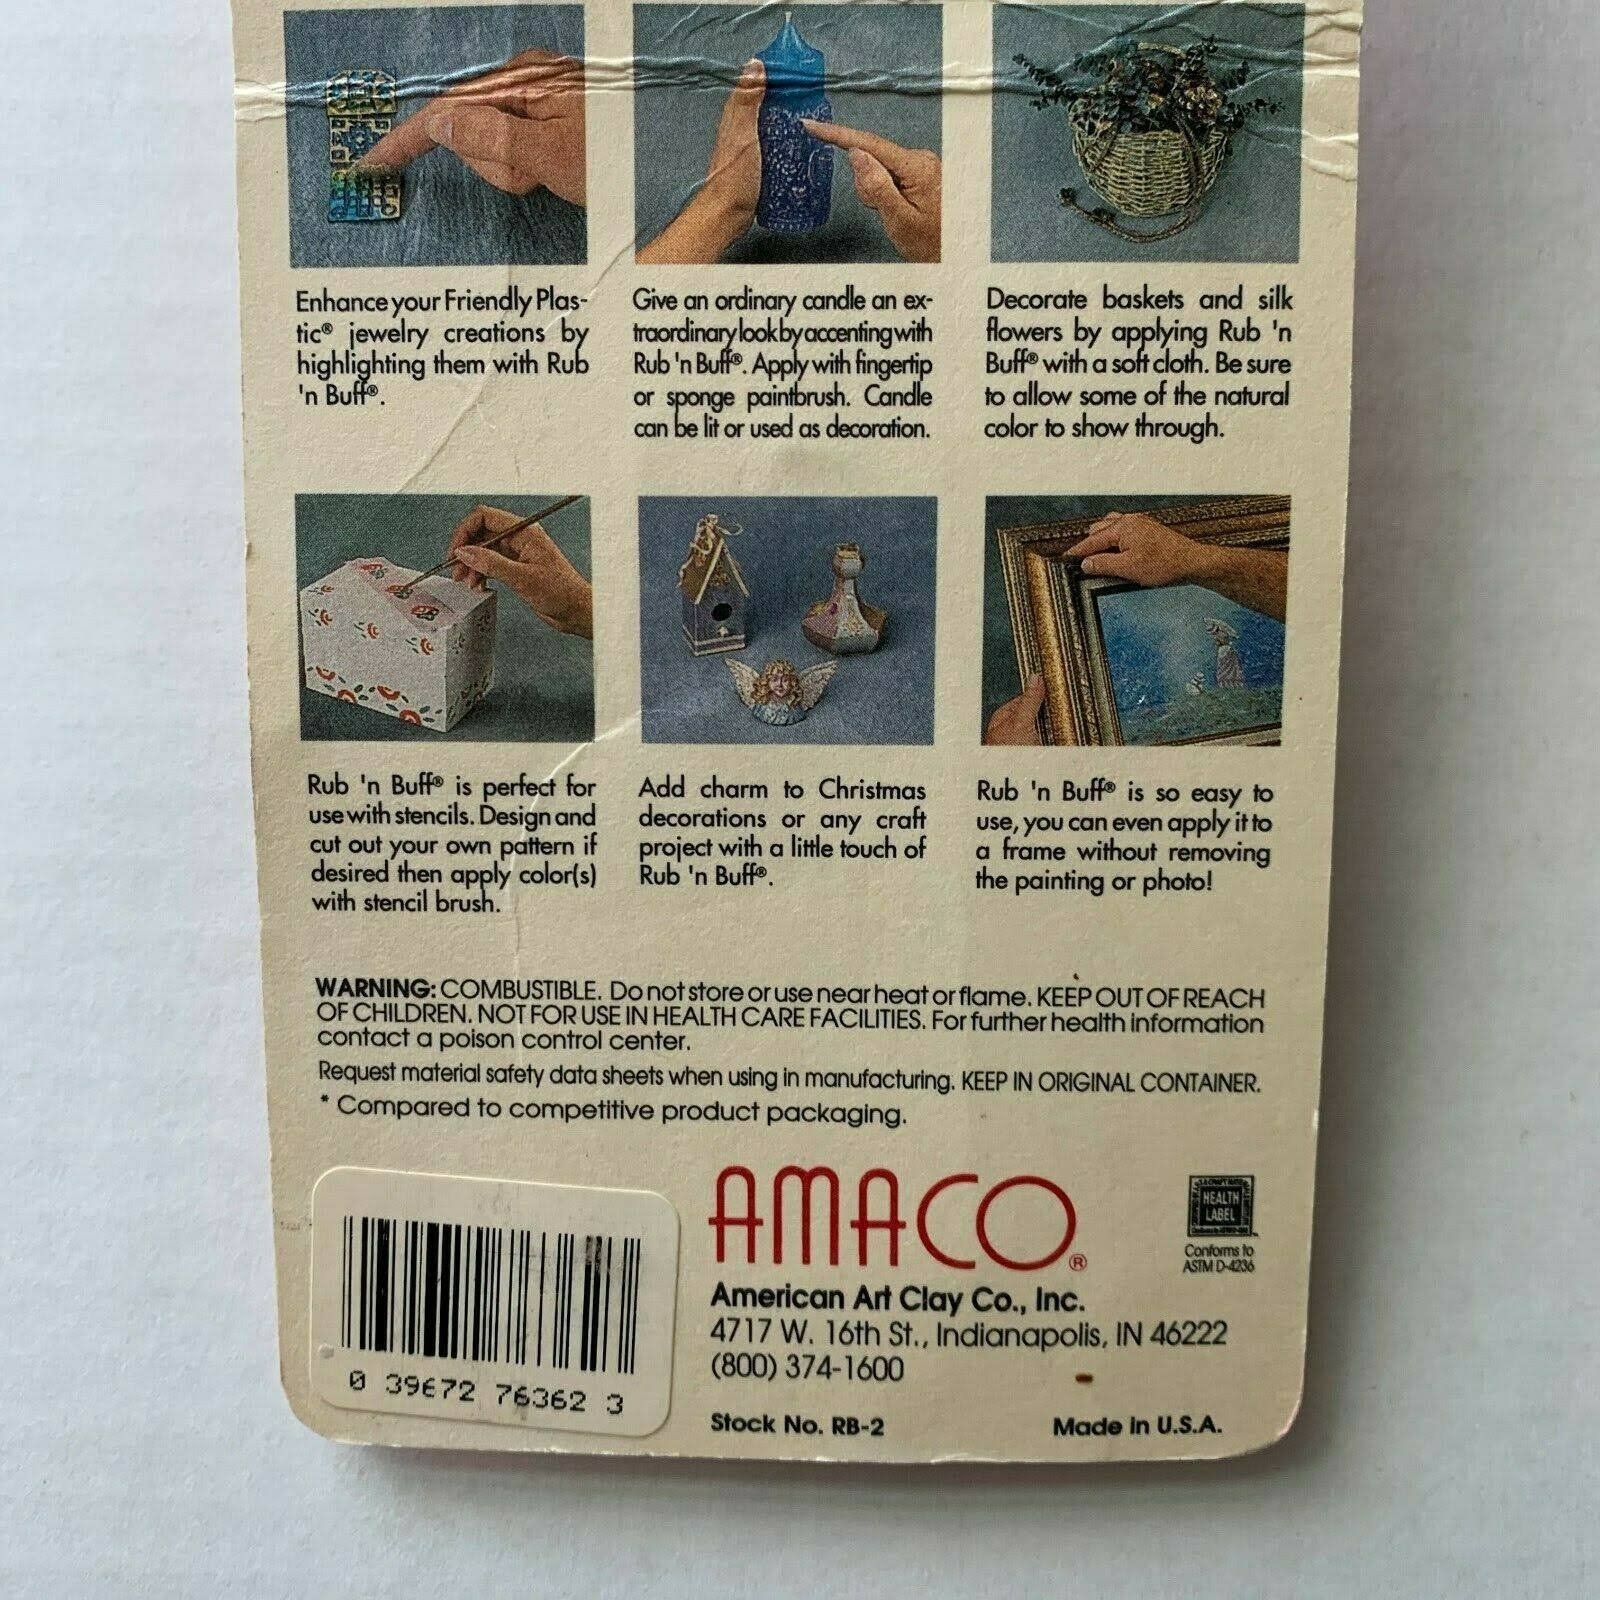 Enhance your Friendly Plas-
tic® jewelry creations by
highlighting them with Rub
'n Buff®.
Give an ordinary candle an ex-
traordinary look by accenting with
Rub 'n Buff®. Apply with fingertip
or sponge paintbrush. Candle
can be lit or used as decoration.
Decorate baskets and silk
flowers by applying Rub 'n
Buff® with a soft cloth. Be sure
to allow some of the natural
color to show through.
Rub 'n Buff® is perfect for
use with stencils. Design and
cut out your own pattern if
desired then apply color(s)
with stencil brush.
Add charm to Christmas
decorations or any craft
project with a little touch of
Rub 'n Buff®.
Rub 'n Buff® is so easy to
use, you can even apply it to
a frame without removing
the painting or photo!
WARNING: COMBUSTIBLE. Do not store or use near heat or flame. KEEP OUT OF REACH
OF CHILDREN. NOT FOR USE IN HEALTH CARE FACILITIES. For further health information
contact a poison control center.
Request material safety data sheets when using in manufacturing. KEEP IN ORIGINAL CONTAINER.
* Compared to competitive product packaging.
0 39672 76362 3
AMACO®
American Art Clay Co., Inc.
4717 W. 16th St., Indianapolis, IN 46222
(800) 374-1600
Stock No. RB-2
Made in U.S.A.
HEALTH
LABEL
Conforms to
ASTM D-4236